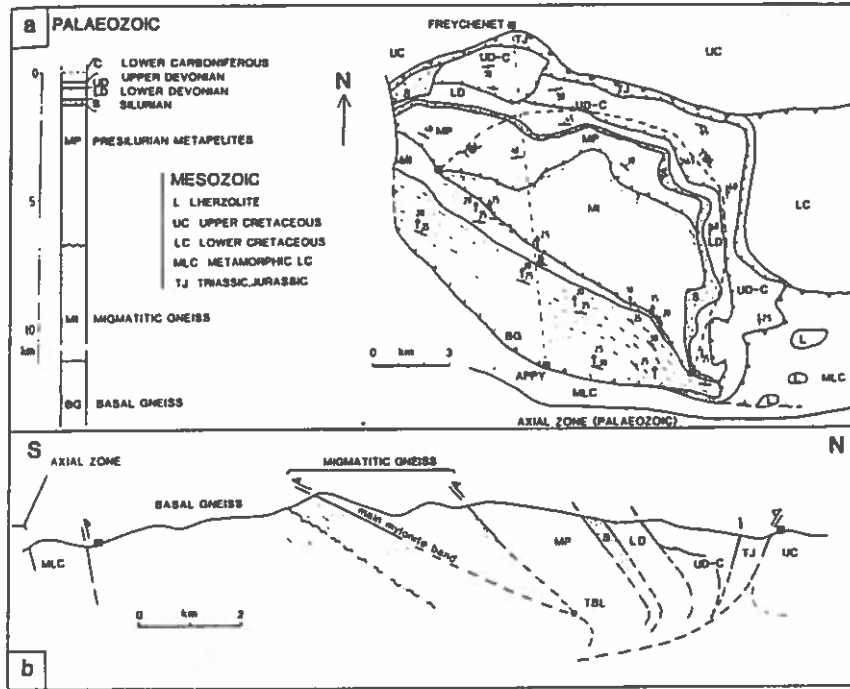 a PALAEOZOIC
C LOWER CARBONIFEROUS
UD UPPER DEVONIAN
LD LOWER DEVONIAN
S SILURIAN
0
MP PRESILURIAN METAPELITES
MESOZOIC
L LHERZOLITE
UC UPPER CRETACEOUS
LC LOWER CRETACEOUS
MLC METAMORPHIC LC
TJ TRIASSIC,JURASSIC
5
MI MIGMATITIC GNEISS
10
km
BG BASAL GNEISS
N
FREYCHENET
UC
TJ
UC
UD-C
S
LD
TJ
UD-C
MP
MP
MI
LC
MI
LD
S
UD-C
L
BG
0 km 3
APPY
MLC
L
MLC
L
AXIAL ZONE (PALAEOZOIC)
S
N
AXIAL ZONE
MIGMATITIC GNEISS
BASAL GNEISS
main mylonite band
MP
S
LD
UD-C
TJ
UC
MLC
TBL
0 km 2
b